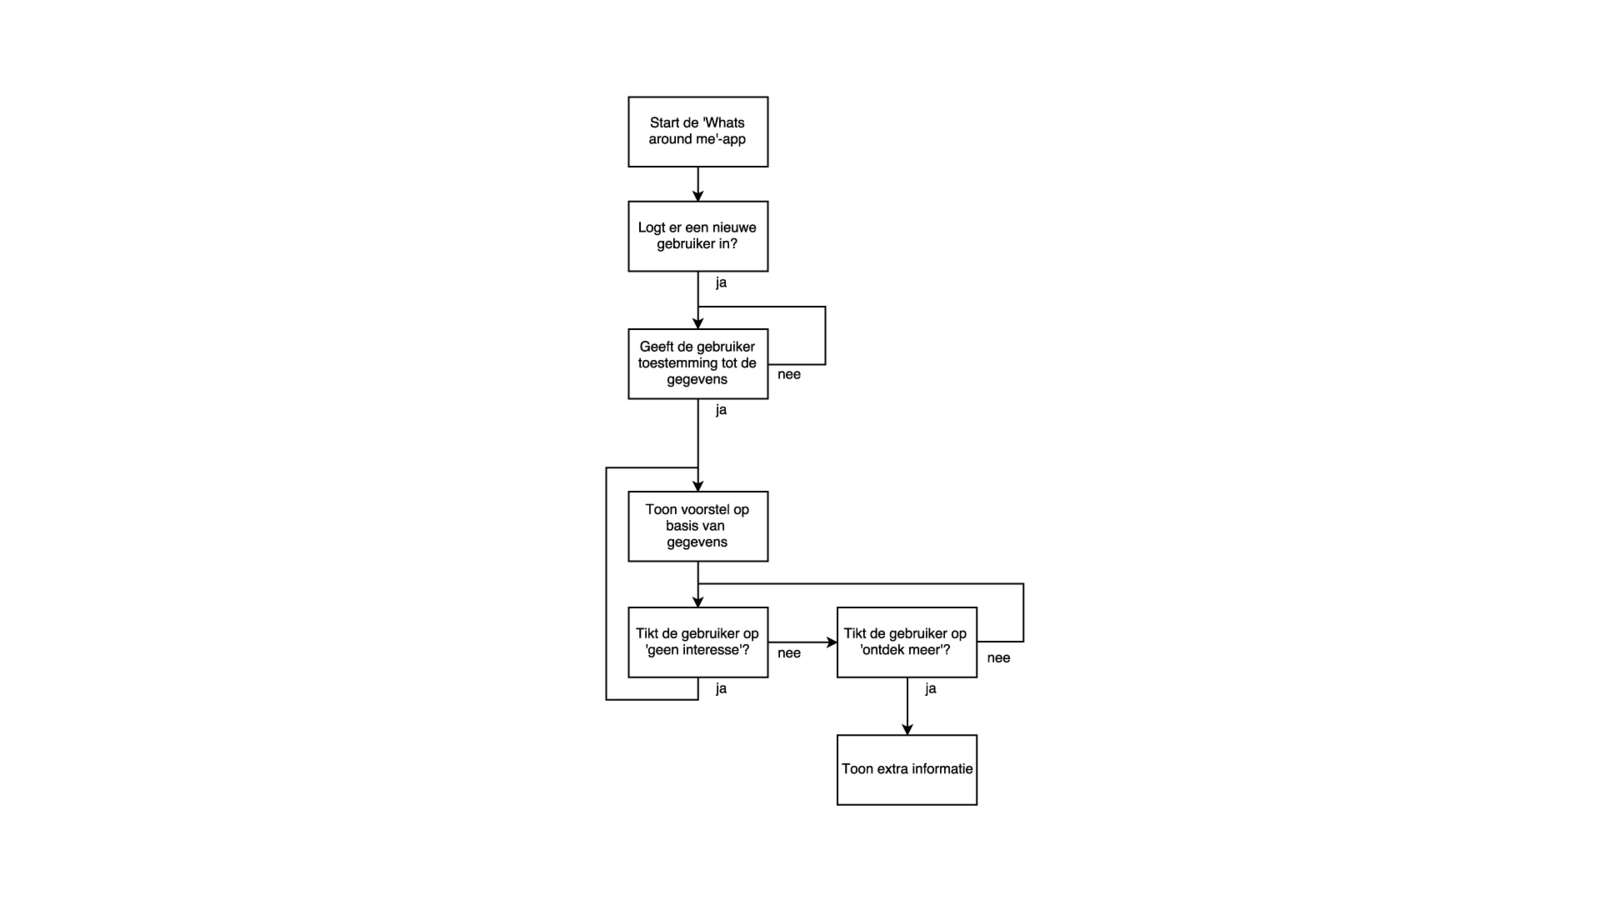 Start de 'Whats
around me'-app
Logt er een nieuwe
gebruiker in?
ja
Geeft de gebruiker
toestemming tot de
gegevens
nee
ja
Toon voorstel op
basis van
gegevens
Tikt de gebruiker op
'geen interesse'?
nee
ja
Tikt de gebruiker op
'ontdek meer'?
nee
ja
Toon extra informatie